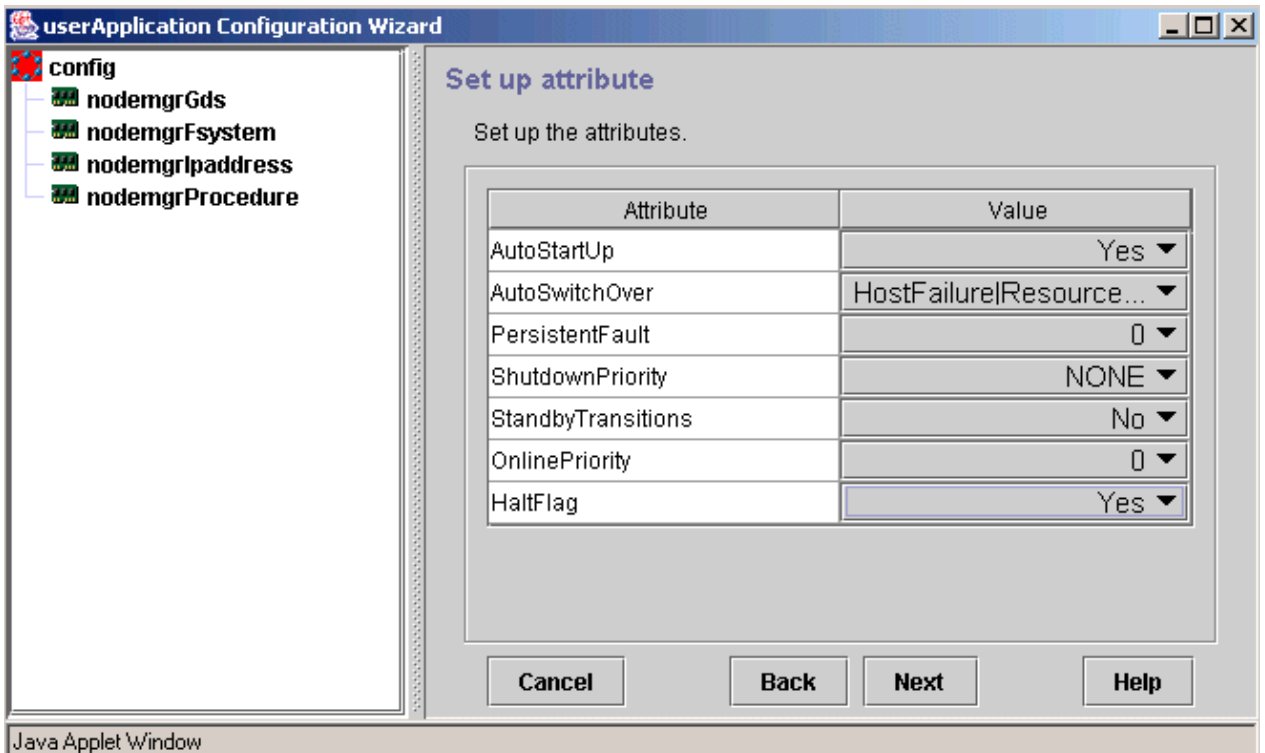 userApplication Configuration Wizard
config
nodemgrGds
nodemgrFsystem
nodemgrIpaddress
nodemgrProcedure
Set up attribute
Set up the attributes.
Attribute Value
AutoStartUp Yes
AutoSwitchOver HostFailure|Resource...
PersistentFault 0
ShutdownPriority NONE
StandbyTransitions No
OnlinePriority 0
HaltFlag Yes
Cancel Back Next Help
Java Applet Window